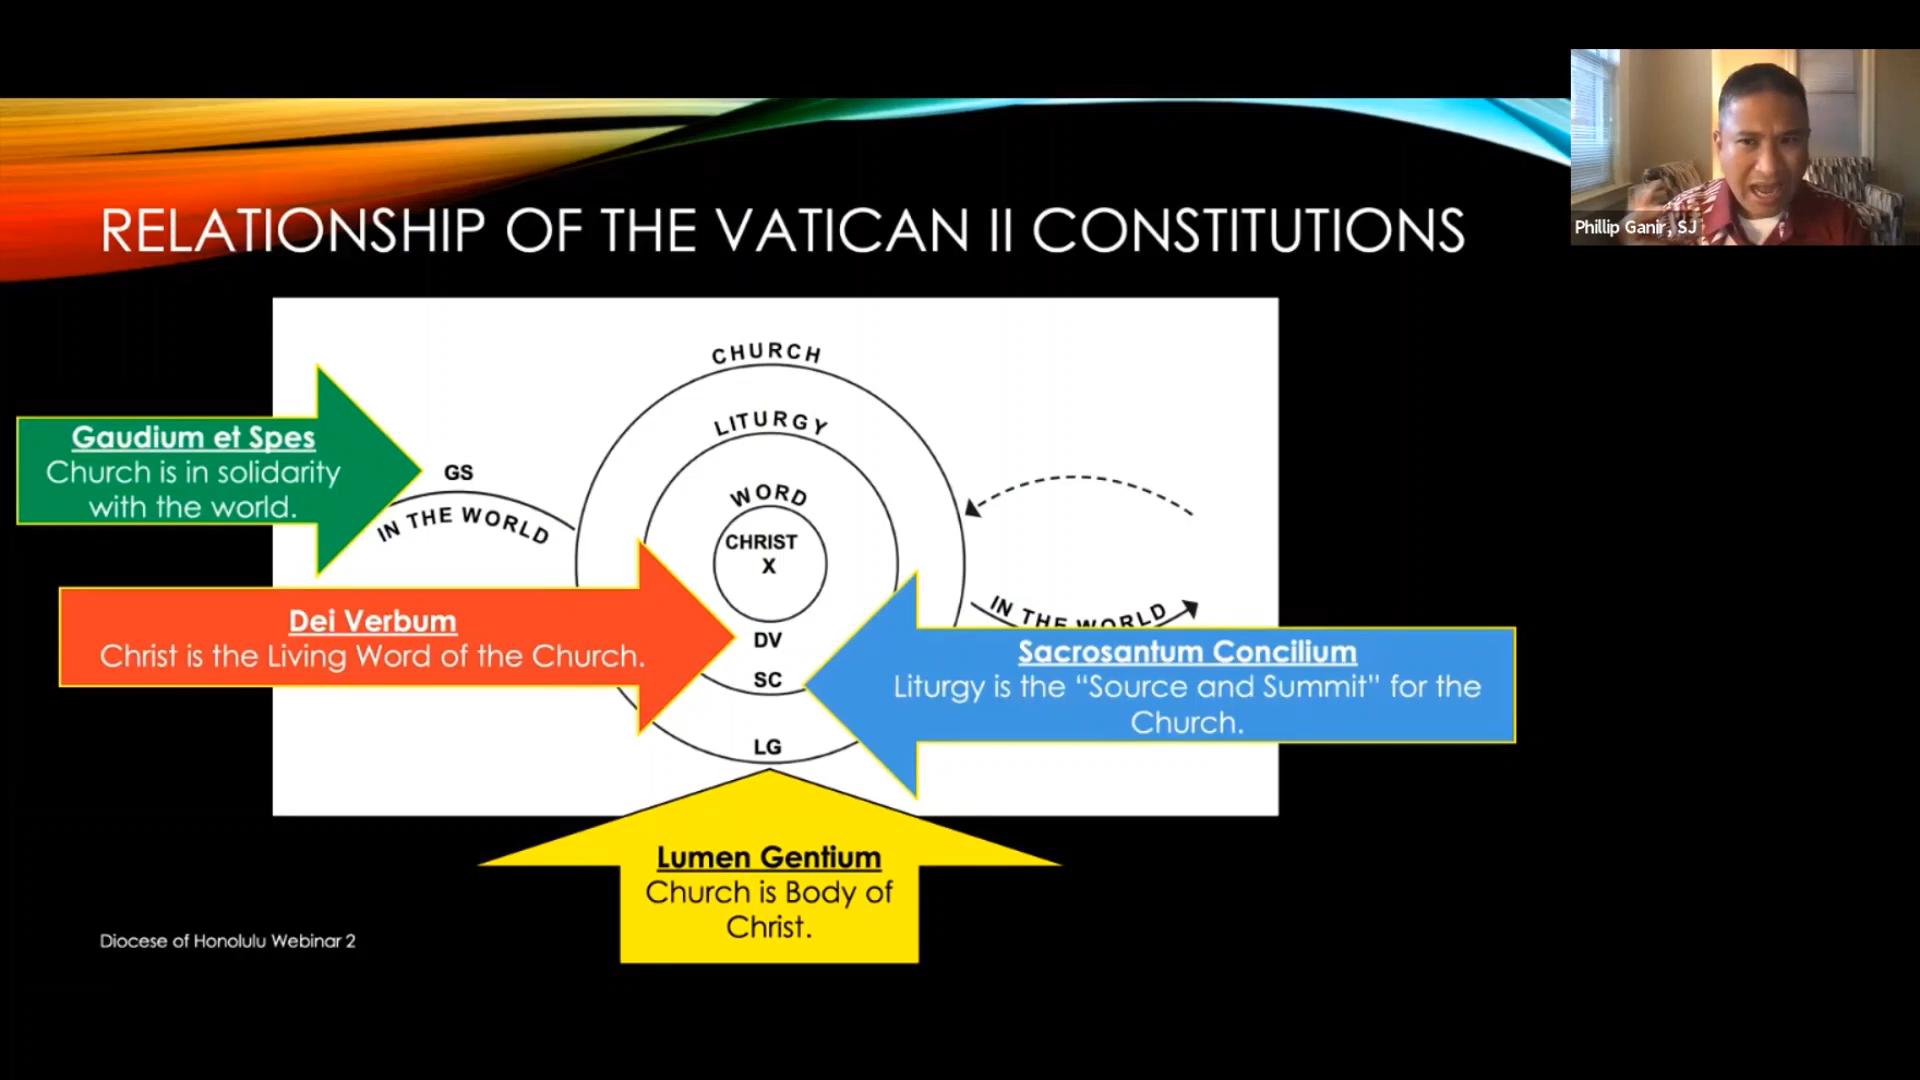 Phillip Ganir, SJ
RELATIONSHIP OF THE VATICAN II CONSTITUTIONS
CHURCH
LITURGY
WORD
CHRIST
X
Gaudium et Spes
Church is in solidarity
with the world.
GS
IN THE WORLD
Dei Verbum
Christ is the Living Word of the Church.
DV
SC
LG
IN THE WORLD
Sacrosantum Concilium
Liturgy is the “Source and Summit” for the
Church.
Lumen Gentium
Church is Body of
Christ.
Diocese of Honolulu Webinar 2